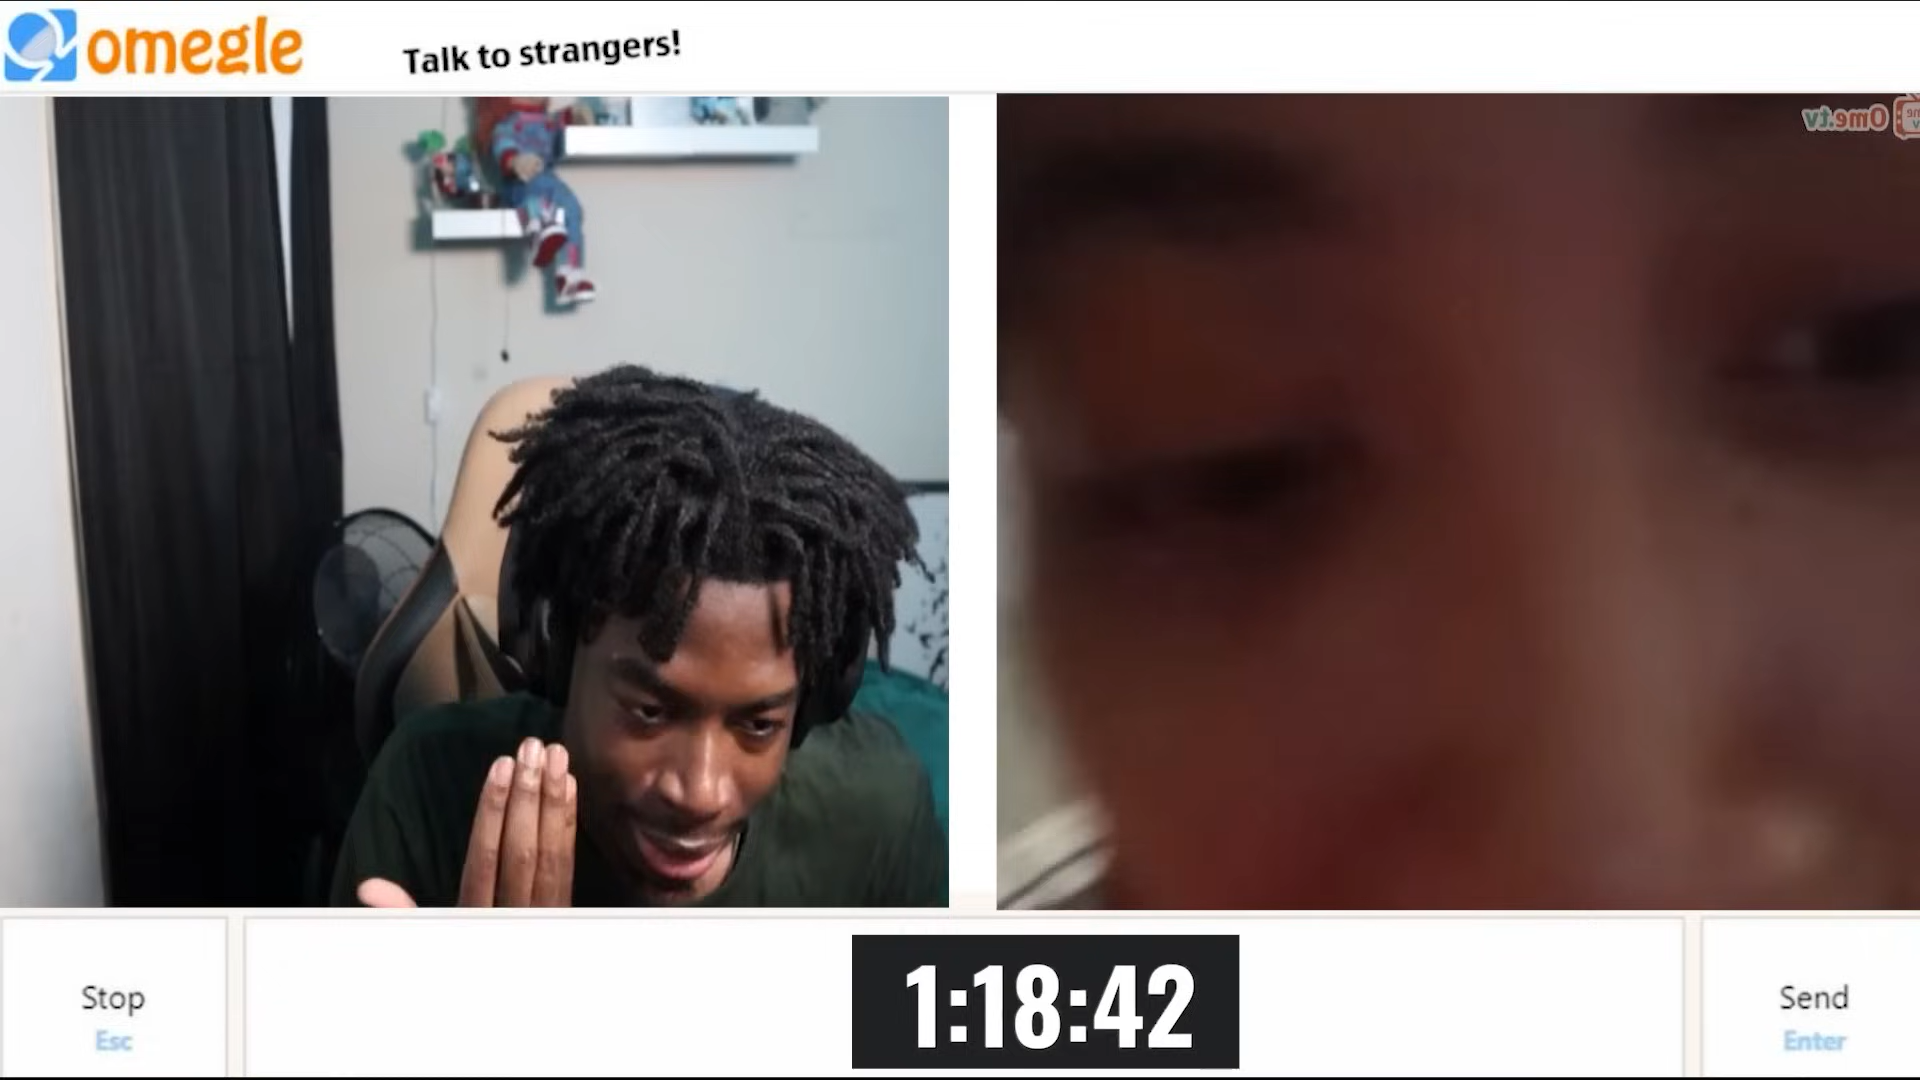 omegle
Talk to strangers!
Ome.tv
Stop
Esc
1:18:42
Send
Enter